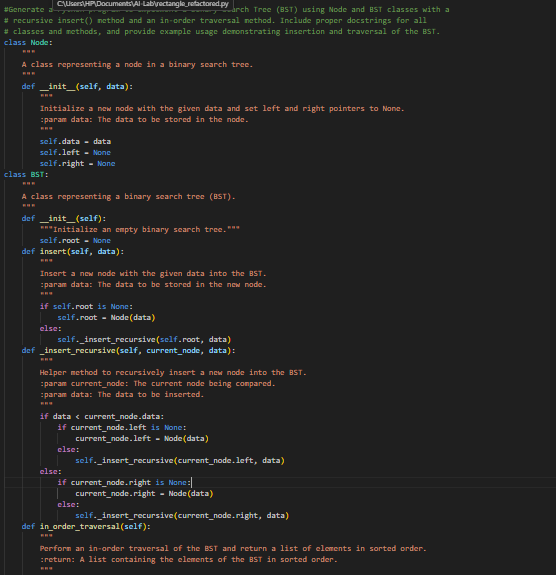 #Generate a
C:\Users\HP\Documents\AI-Lab\rectangle_refactored.py
Search Tree (BST) using Node and BST classes with a
# recursive insert() method and an in-order traversal method. Include proper docstrings for all
# classes and methods, and provide example usage demonstrating insertion and traversal of the BST.
class Node:
    """
    A class representing a node in a binary search tree.
    """
    def __init__(self, data):
        """
        Initialize a new node with the given data and set left and right pointers to None.
        :param data: The data to be stored in the node.
        """
        self.data = data
        self.left = None
        self.right = None
class BST:
    """
    A class representing a binary search tree (BST).
    """
    def __init__(self):
        """Initialize an empty binary search tree."""
        self.root = None
    def insert(self, data):
        """
        Insert a new node with the given data into the BST.
        :param data: The data to be stored in the new node.
        """
        if self.root is None:
            self.root = Node(data)
        else:
            self._insert_recursive(self.root, data)
    def _insert_recursive(self, current_node, data):
        """
        Helper method to recursively insert a new node into the BST.
        :param current_node: The current node being compared.
        :param data: The data to be inserted.
        """
        if data < current_node.data:
            if current_node.left is None:
                current_node.left = Node(data)
            else:
                self._insert_recursive(current_node.left, data)
        else:
            if current_node.right is None:
                current_node.right = Node(data)
            else:
                self._insert_recursive(current_node.right, data)
    def in_order_traversal(self):
        """
        Perform an in-order traversal of the BST and return a list of elements in sorted order.
        :return: A list containing the elements of the BST in sorted order.
        """